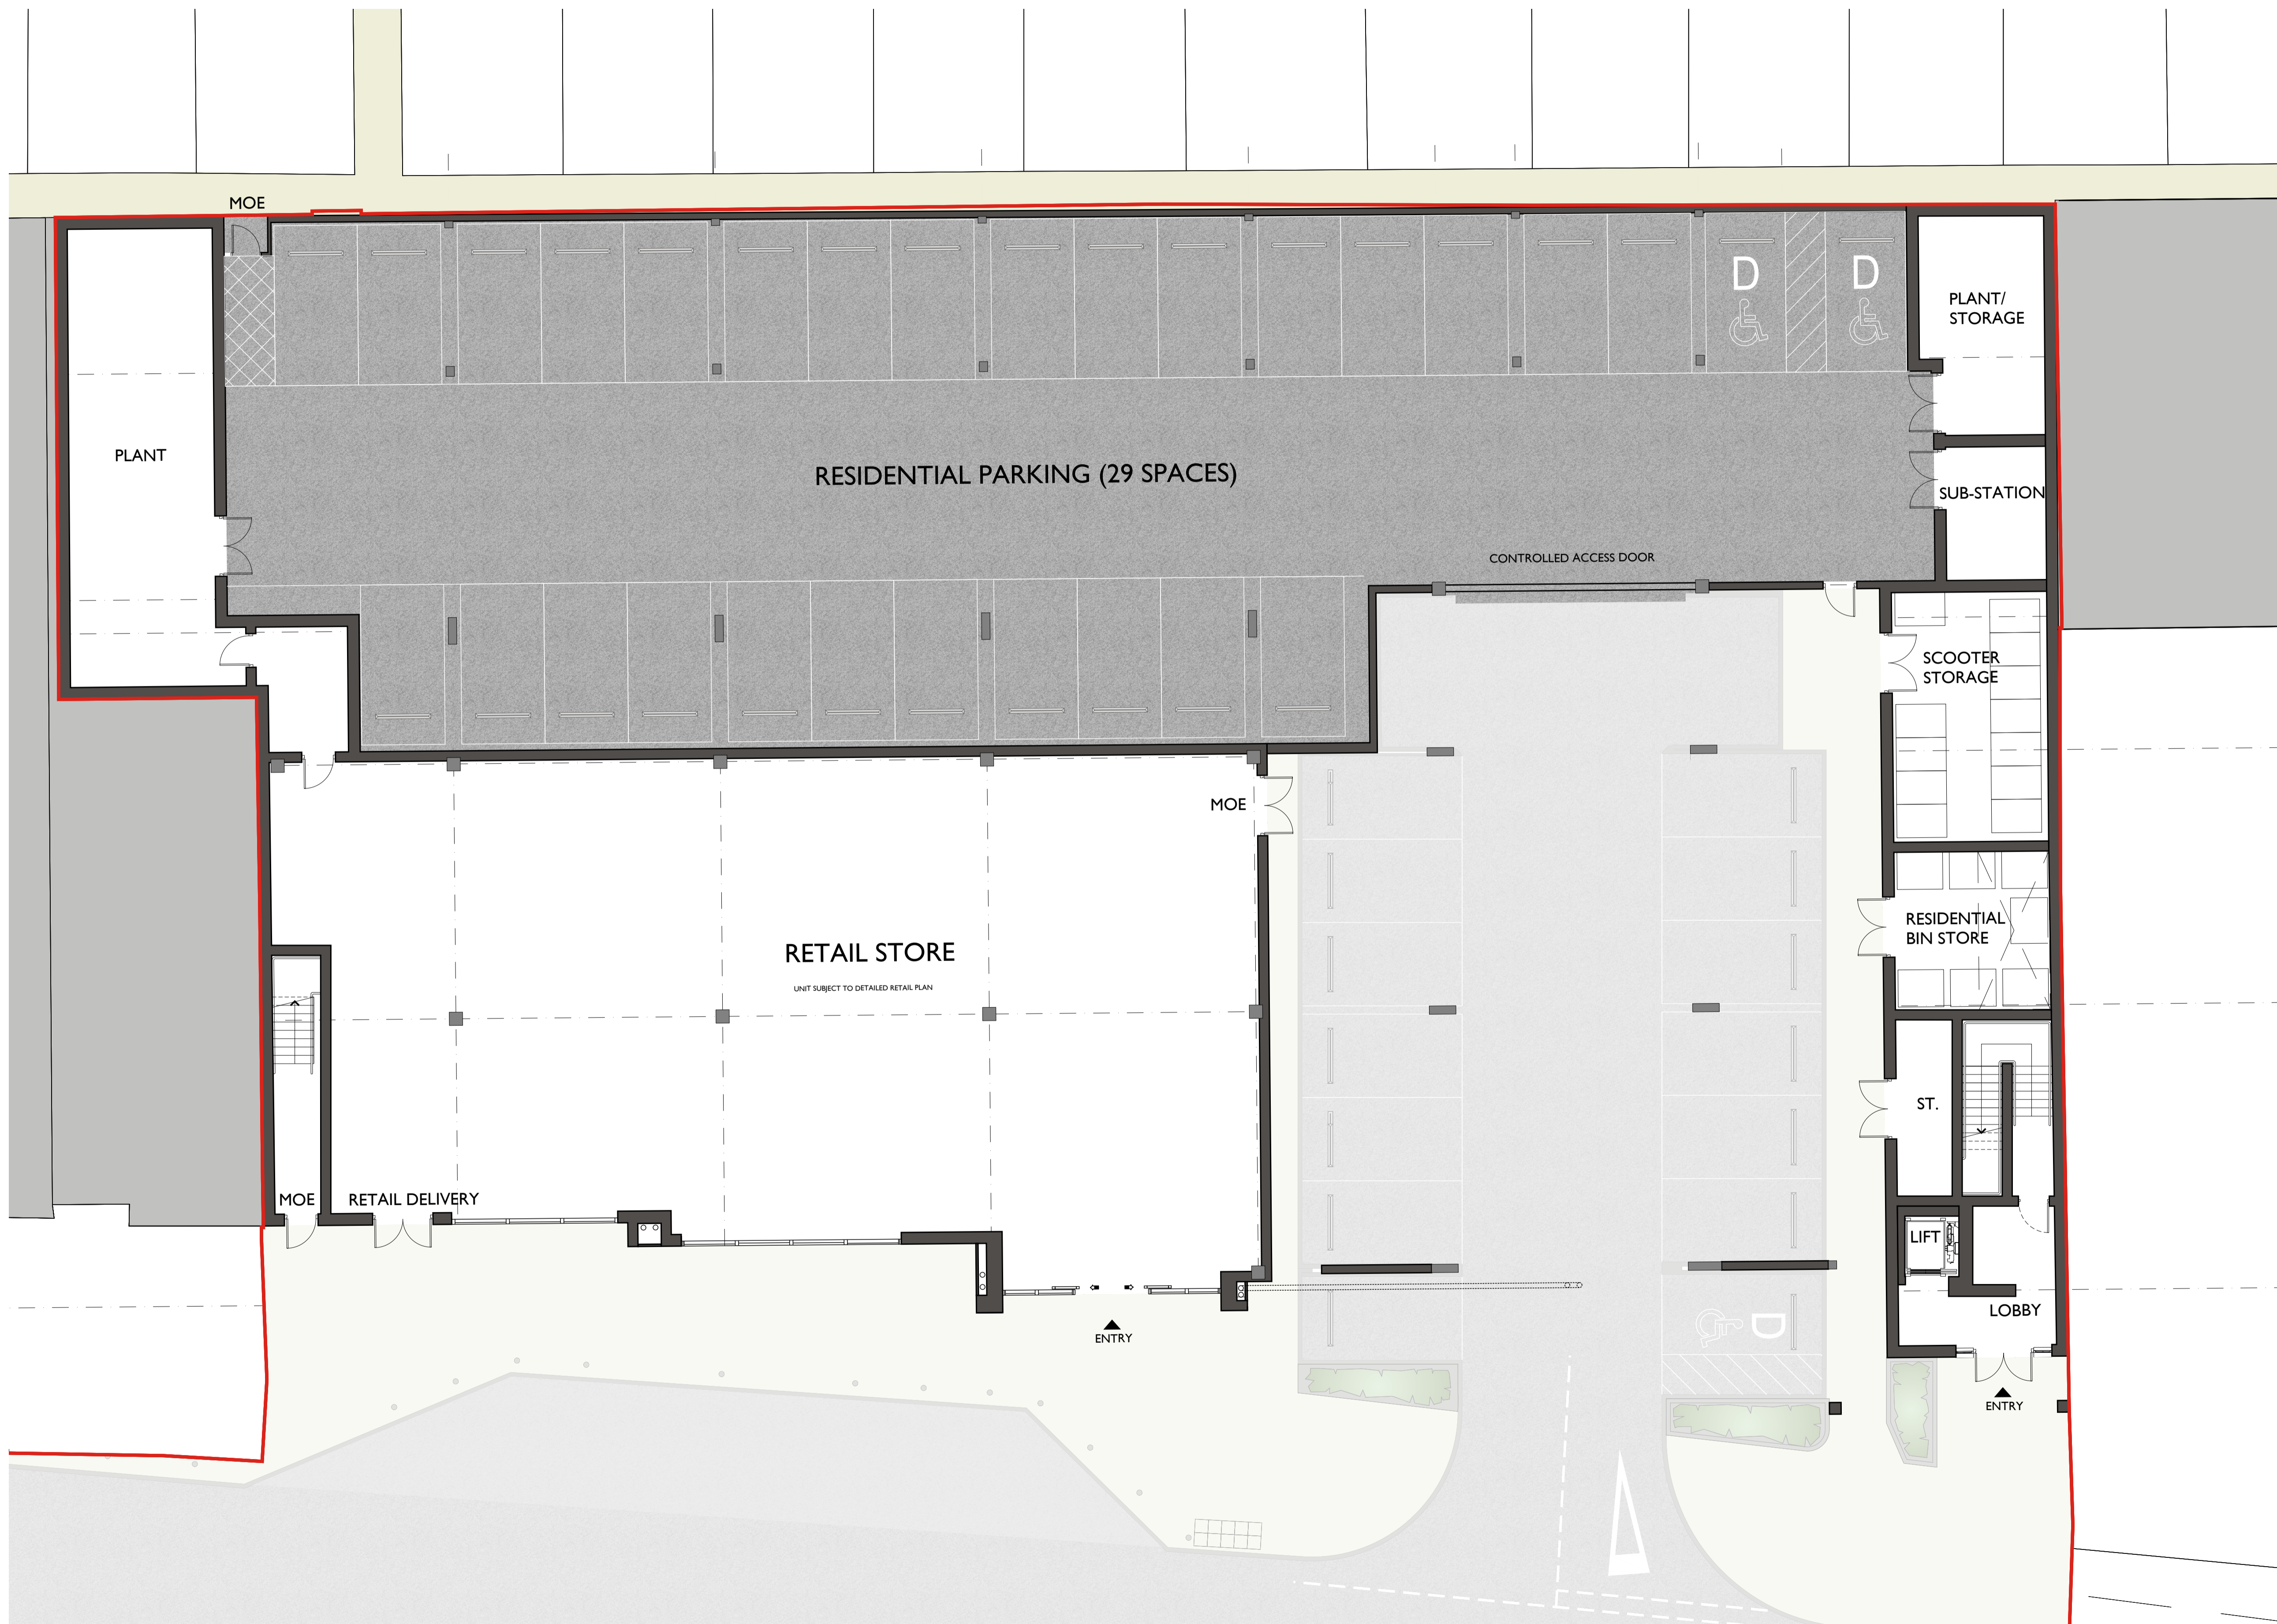 MOE
D
D
PLANT/
STORAGE
PLANT
RESIDENTIAL PARKING (29 SPACES)
SUB-STATION
CONTROLLED ACCESS DOOR
SCOOTER
STORAGE
MOE
RESIDENTIAL
BIN STORE
RETAIL STORE
UNIT SUBJECT TO DETAILED RETAIL PLAN
ST.
MOE
RETAIL DELIVERY
LIFT
LOBBY
D
ENTRY
ENTRY